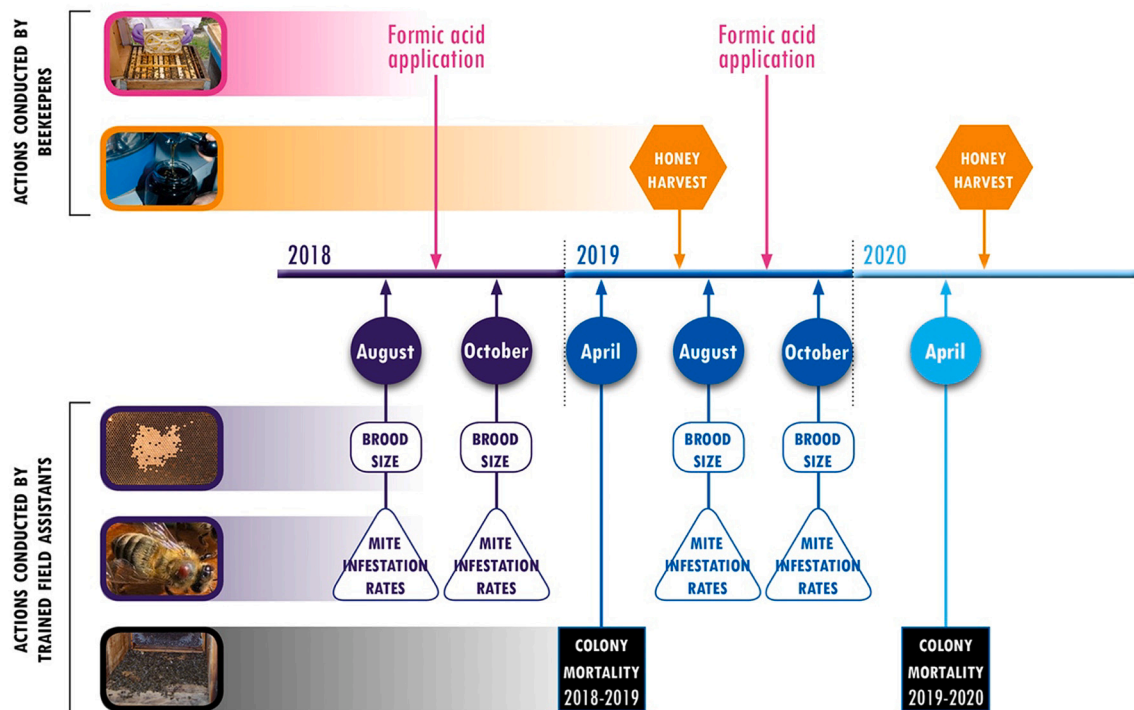 ACTIONS CONDUCTED BY
BEEKEEPERS
Formic acid
application
Formic acid
application
HONEY
HARVEST
HONEY
HARVEST
2018
2019
2020
August
October
April
August
October
April
ACTIONS CONDUCTED BY
TRAINED FIELD ASSISTANTS
BROOD
SIZE
BROOD
SIZE
BROOD
SIZE
BROOD
SIZE
MITE
INFESTATION
RATES
MITE
INFESTATION
RATES
MITE
INFESTATION
RATES
MITE
INFESTATION
RATES
COLONY
MORTALITY
2018-2019
COLONY
MORTALITY
2019-2020